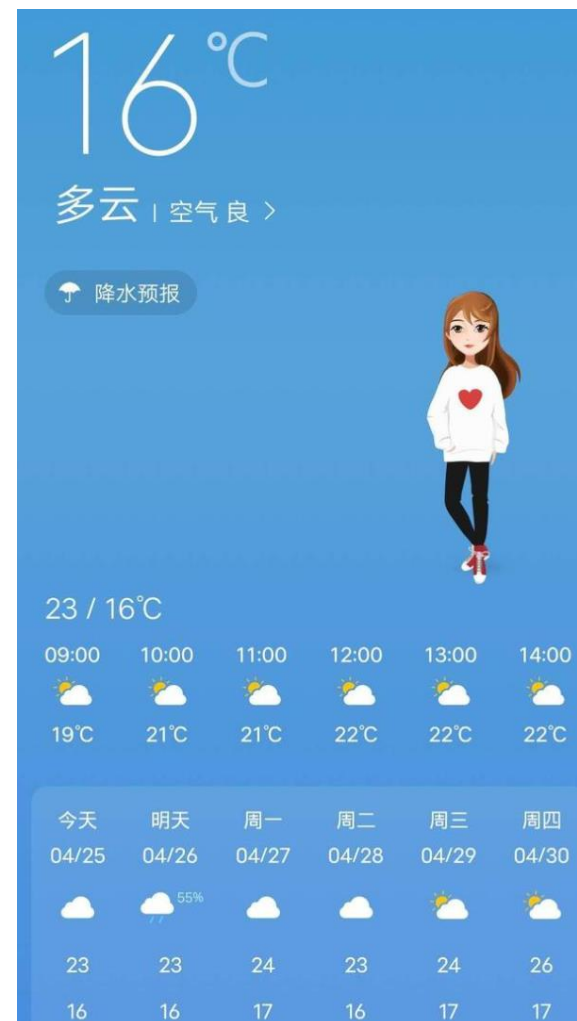 16℃
多云 | 空气 良 >
降水预报
23 / 16℃
09:00 10:00 11:00 12:00 13:00 14:00
19℃ 21℃ 21℃ 22℃ 22℃ 22℃
今天 明天 周一 周二 周三 周四
04/25 04/26 04/27 04/28 04/29 04/30
55%
23 23 24 23 24 26
16 16 17 16 17 17